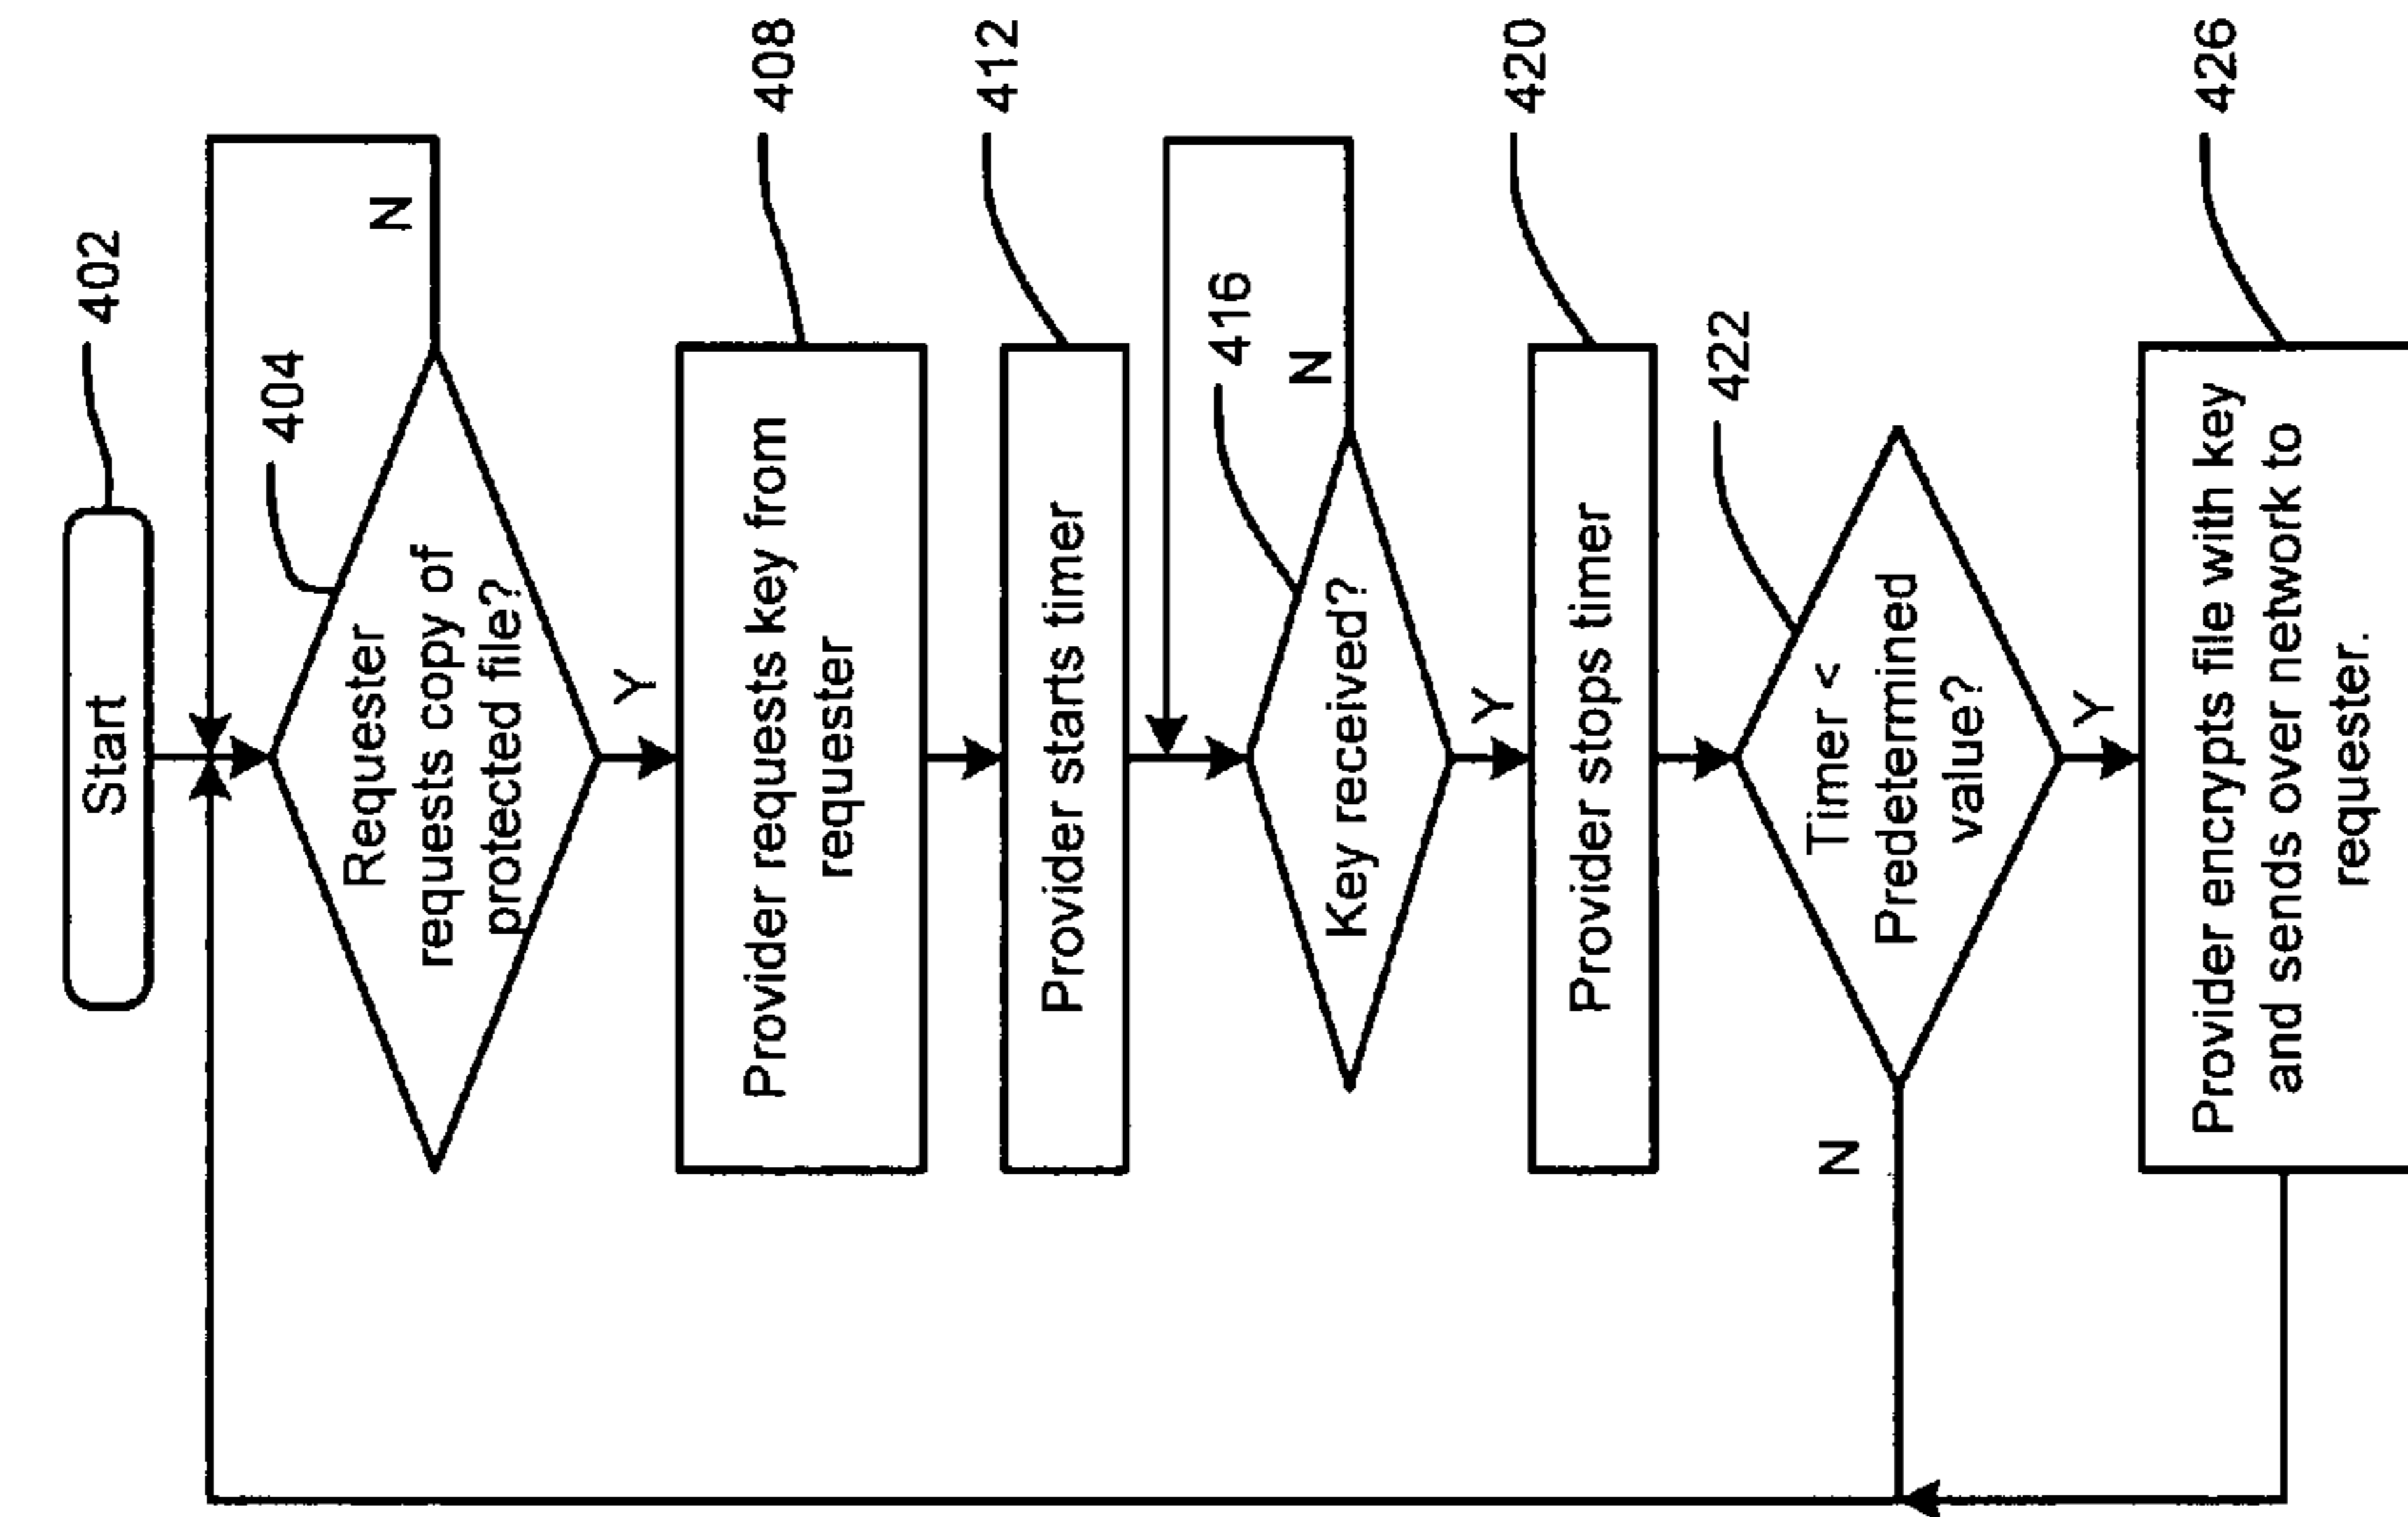 Start
402
404
N
Requester
requests copy of
protected file?
Y
408
Provider requests key from
requester
412
Provider starts timer
416
N
Key received?
Y
420
Provider stops timer
422
Timer <
Predetermined
value?
N
Y
426
Provider encrypts file with key
and sends over network to
requester.